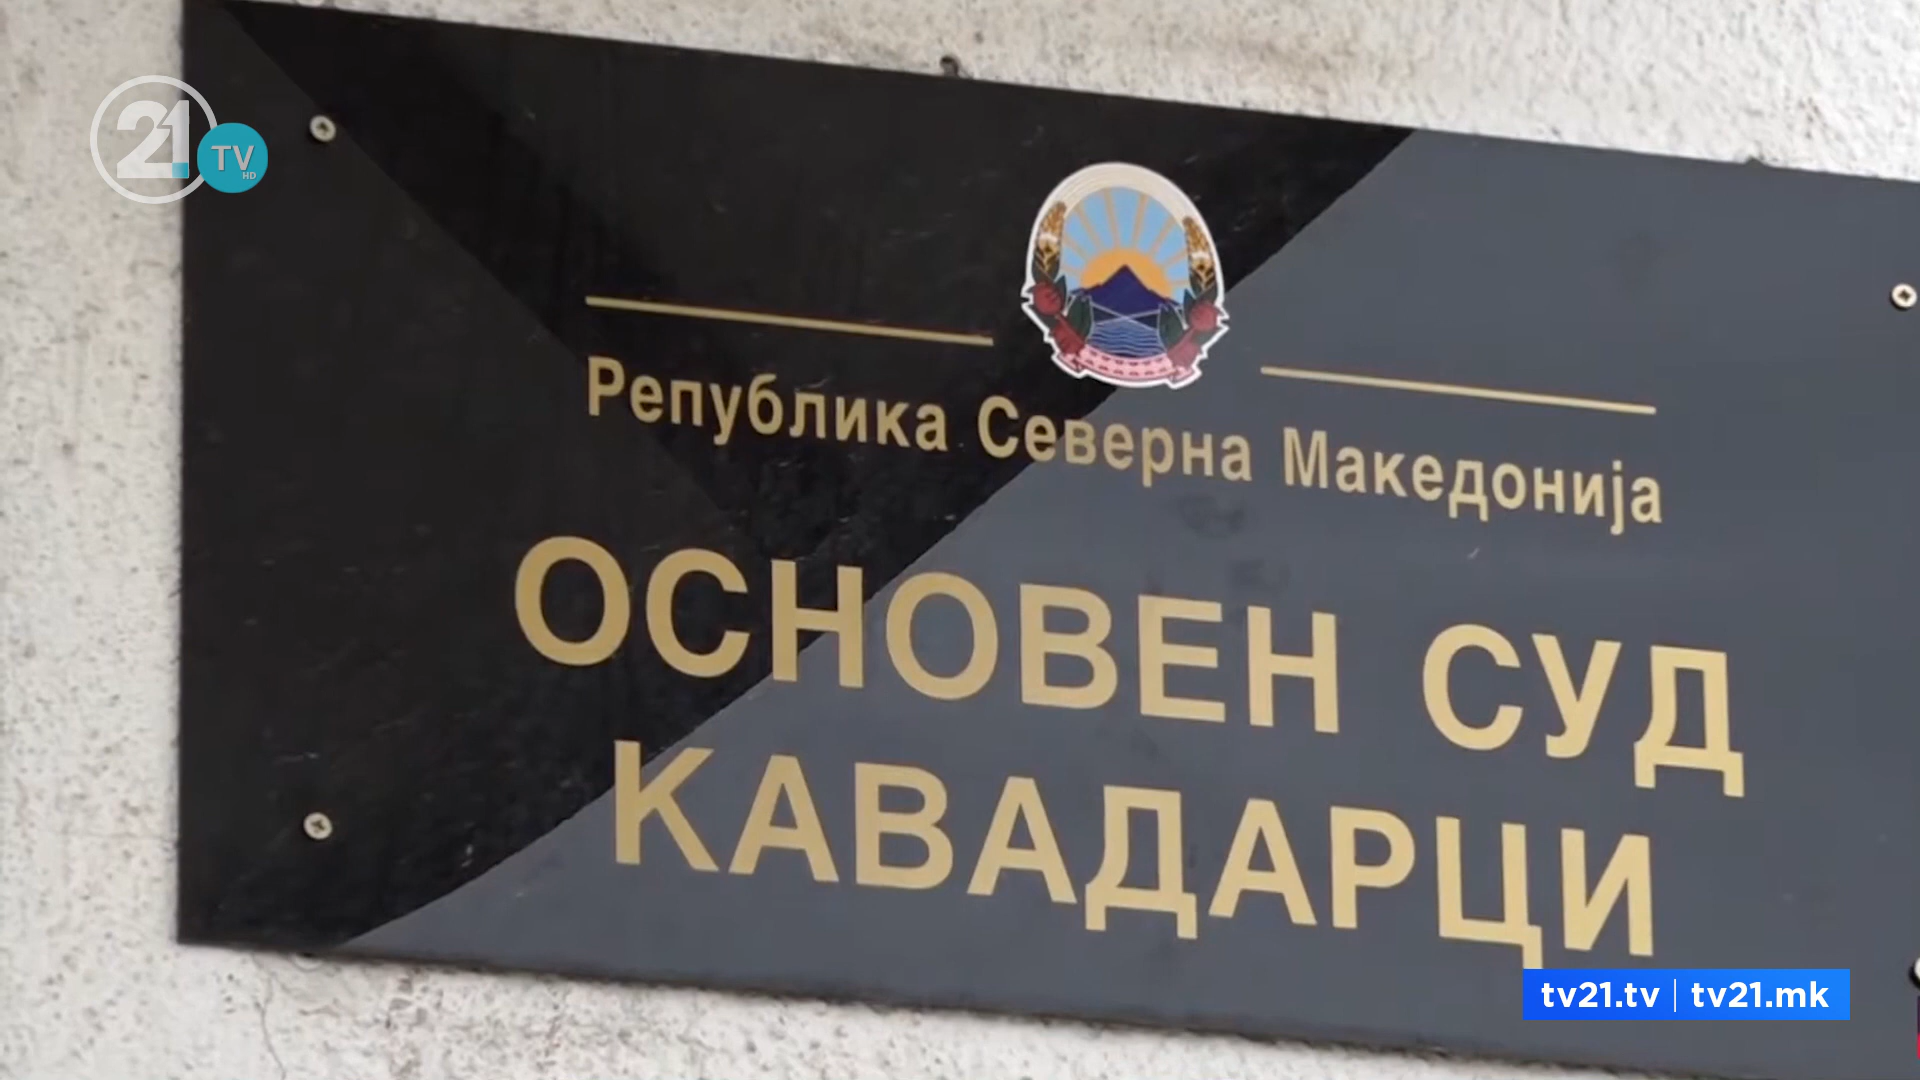 21
TV
HD
Република Северна Македонија
ОСНОВЕН СУД
КАВАДАРЦИ
tv21.tv | tv21.mk